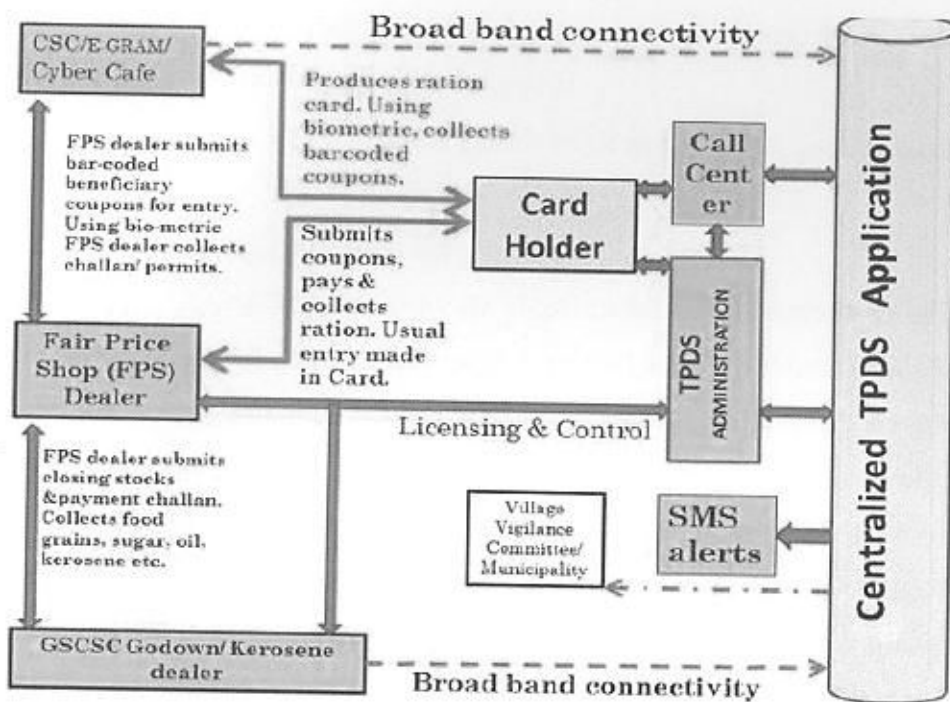 Broad band connectivity
CSC/E GRAM/
Cyber Cafe
Produces ration
card. Using
biometric, collects
barcoded
coupons.
FPS dealer submits
bar-coded
beneficiary
coupons for entry.
Using bio-metric
FPS dealer collects
challan/ permits.
Call
Cent
er
Card
Holder
Submits
coupons,
pays &
collects
ration. Usual
entry made
in Card.
Fair Price
Shop (FPS)
Dealer
TPDS
ADMINISTRATION
Licensing & Control
Centralized TPDS Application
FPS dealer submits
closing stocks
&payment challan.
Collects food
grains, sugar, oil,
kerosene etc.
Village
Vigilance
Committee/
Municipality
SMS
alerts
GSCSC Godown/ Kerosene
dealer
Broad band connectivity